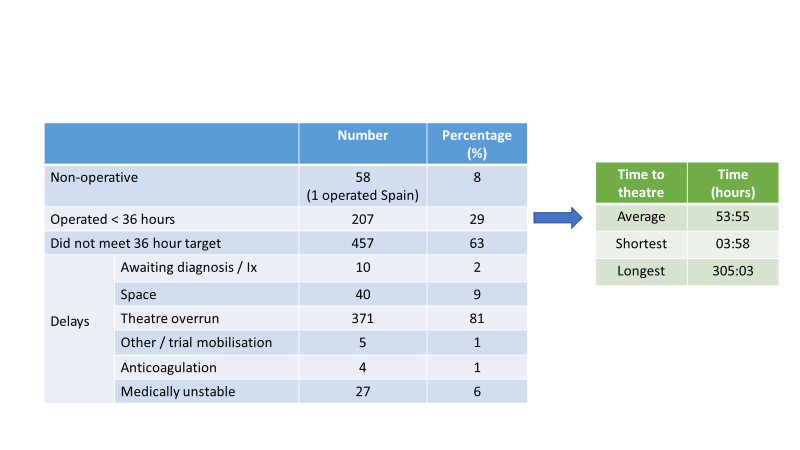 Number Percentage
(%)
Non-operative 58 8
(1 operated Spain)
Operated < 36 hours 207 29
Did not meet 36 hour target 457 63
Delays
Awaiting diagnosis / Ix 10 2
Space 40 9
Theatre overrun 371 81
Other / trial mobilisation 5 1
Anticoagulation 4 1
Medically unstable 27 6
Time to Time
theatre (hours)
Average 53:55
Shortest 03:58
Longest 305:03